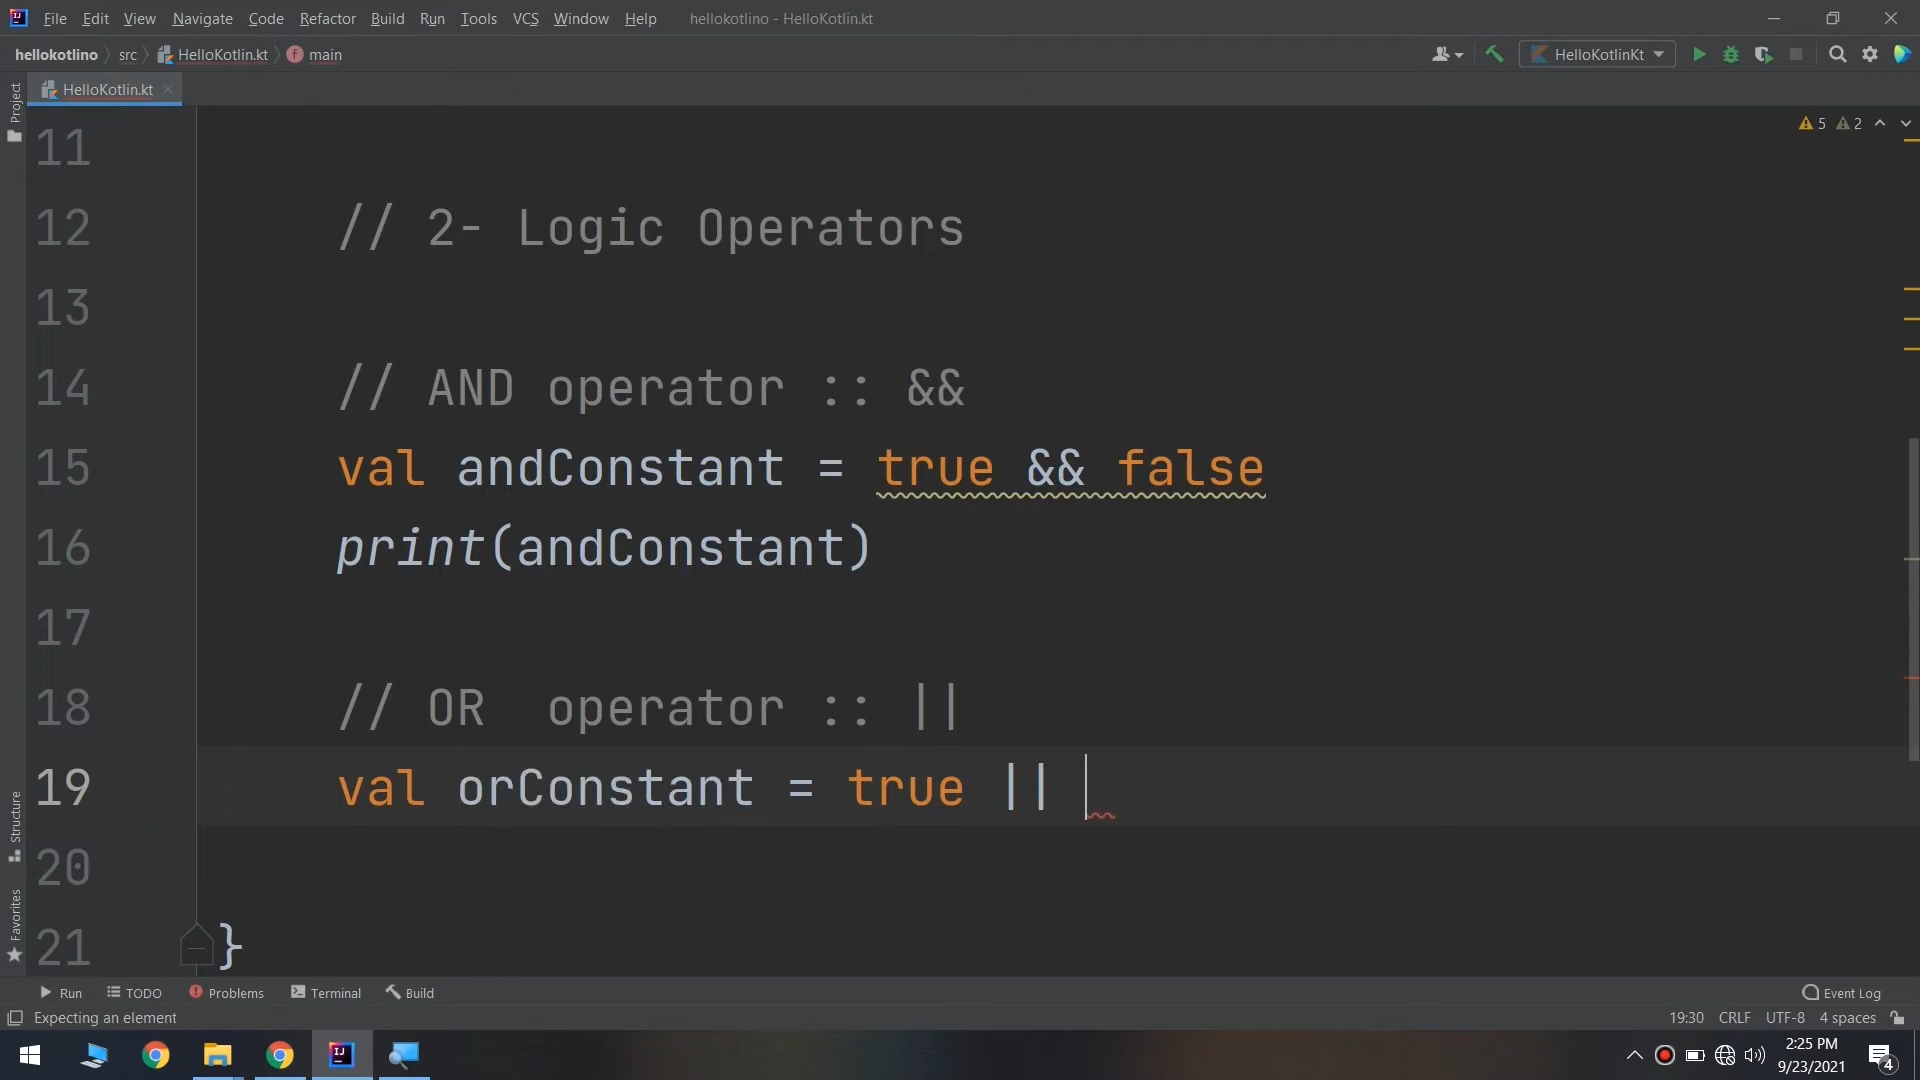 File Edit View Navigate Code Refactor Build Run Tools VCS Window Help hellokotlino - HelloKotlin.kt
hellokotlino src HelloKotlin.kt f main HelloKotlinKt
HelloKotlin.kt
Project
5 2
11
12 // 2- Logic Operators
13
14 // AND operator :: &&
15 val andConstant = true && false
16 print(andConstant)
17
18 // OR  operator :: ||
19 val orConstant = true ||
20
21 }
Structure
Favorites
Run TODO Problems Terminal Build Event Log
Expecting an element 19:30 CRLF UTF-8 4 spaces
2:25 PM
9/23/2021
4